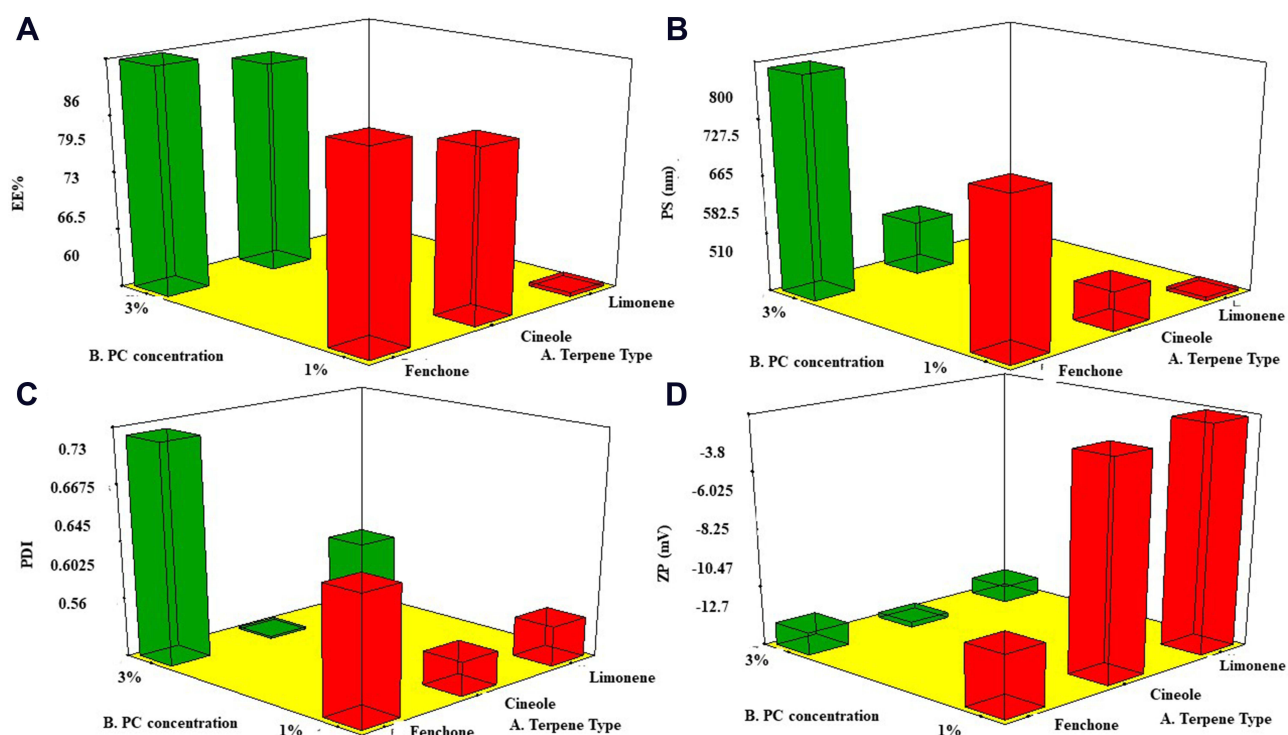 A
86
79.5
73
66.5
60
EE%
3%
B. PC concentration
1%
Fenchone
Cineole
Limonene
A. Terpene Type
B
800
727.5
665
582.5
510
PS (nm)
3%
B. PC concentration
1%
Fenchone
Cineole
Limonene
A. Terpene Type
C
0.73
0.6675
0.645
0.6025
0.56
PDI
3%
B. PC concentration
1%
Fenchone
Cineole
Limonene
A. Terpene Type
D
-3.8
-6.025
-8.25
-10.47
-12.7
ZP (mV)
3%
B. PC concentration
1%
Fenchone
Cineole
Limonene
A. Terpene Type